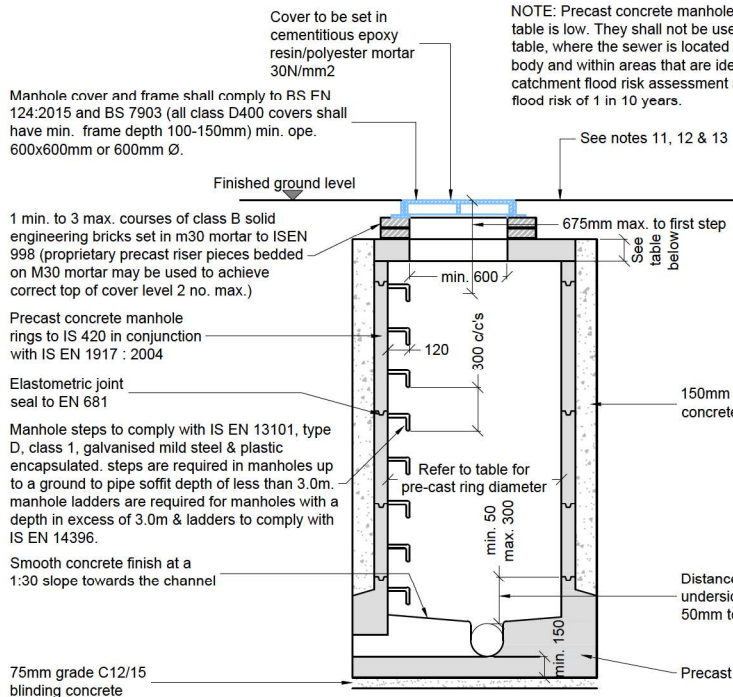 Cover to be set in
cementitious epoxy
resin/polyester mortar
30N/mm2
NOTE: Precast concrete manhole
table is low. They shall not be use
table, where the sewer is located
body and within areas that are ide
catchment flood risk assessment
flood risk of 1 in 10 years.
Manhole cover and frame shall comply to BS EN
124:2015 and BS 7903 (all class D400 covers shall
have min. frame depth 100-150mm) min. ope.
600x600mm or 600mm Ø.
See notes 11, 12 & 13
Finished ground level
1 min. to 3 max. courses of class B solid
engineering bricks set in m30 mortar to ISEN
998 (proprietary precast riser pieces bedded
on M30 mortar may be used to achieve
correct top of cover level 2 no. max.)
675mm max. to first step
See
table
below
min. 600
Precast concrete manhole
rings to IS 420 in conjunction
with IS EN 1917 : 2004
120
300 c/c's
Elastometric joint
seal to EN 681
150mm
concrete
Manhole steps to comply with IS EN 13101, type
D, class 1, galvanised mild steel & plastic
encapsulated. steps are required in manholes up
to a ground to pipe soffit depth of less than 3.0m.
manhole ladders are required for manholes with a
depth in excess of 3.0m & ladders to comply with
IS EN 14396.
Refer to table for
pre-cast ring diameter
min. 50
max. 300
Smooth concrete finish at a
1:30 slope towards the channel
Distance
undersid
50mm to
min. 150
75mm grade C12/15
blinding concrete
Precast